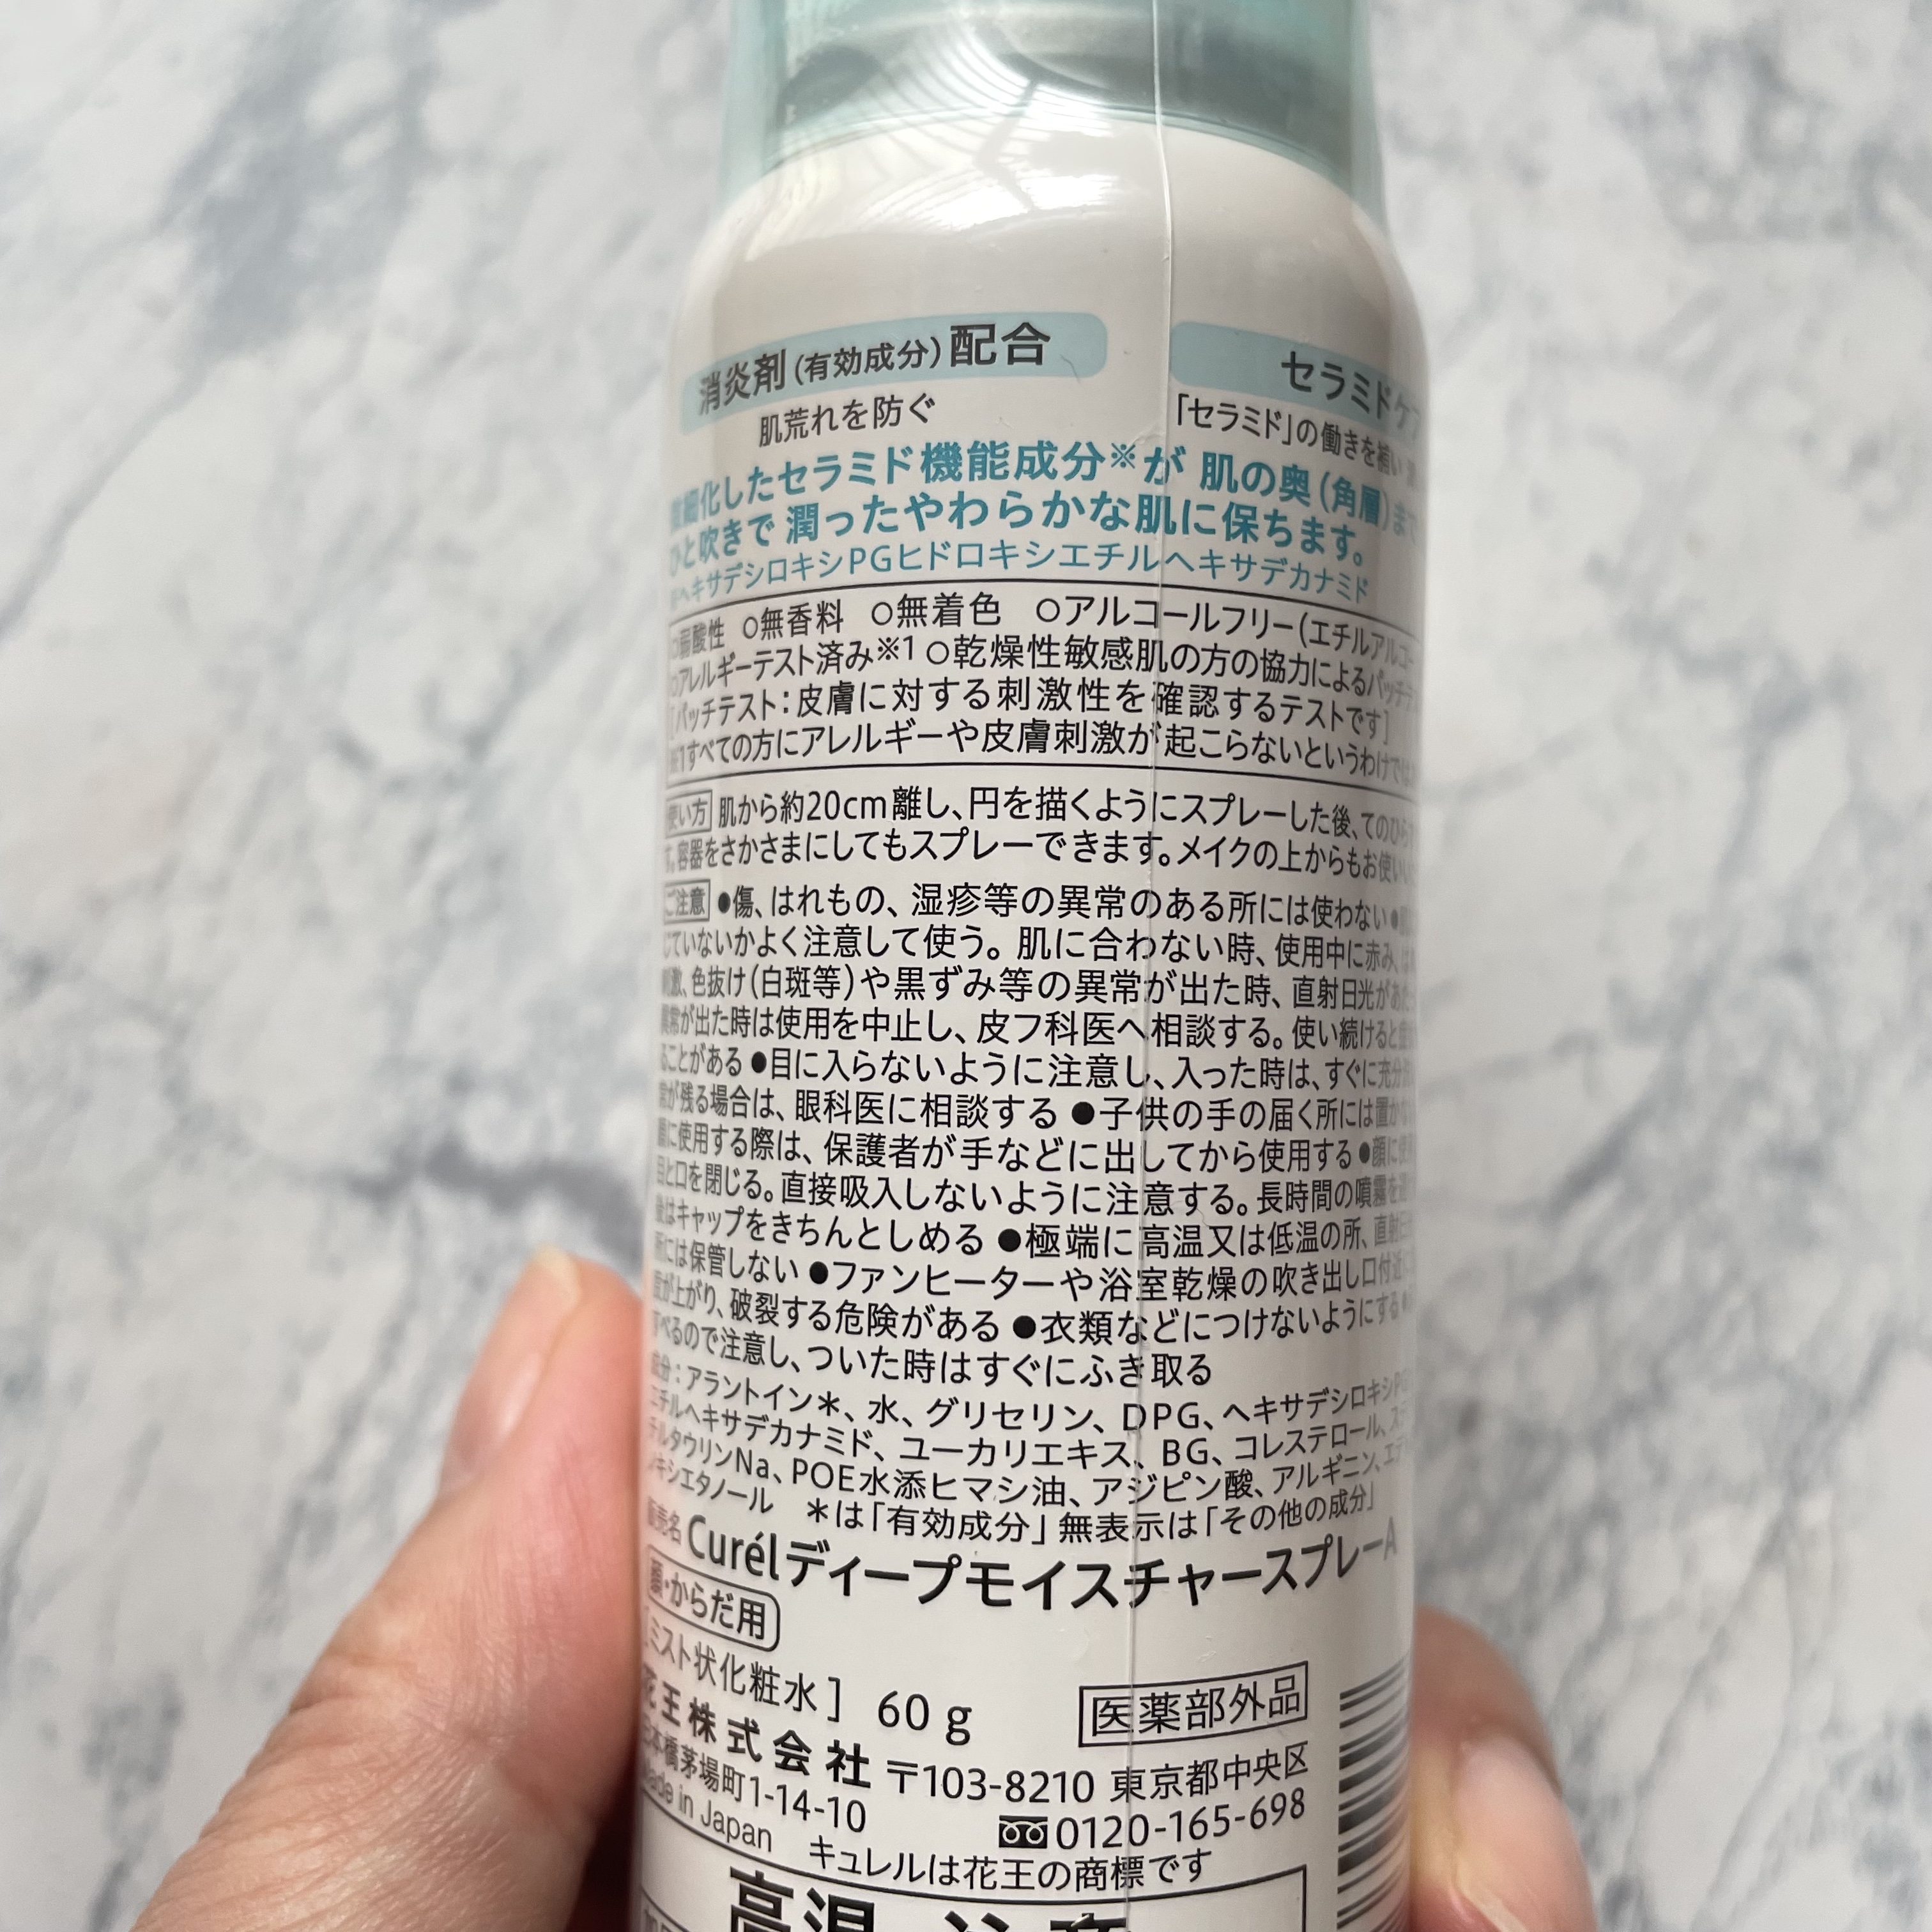 消炎剤(有効成分)配合
肌荒れを防ぐ
セラミドケ
「セラミド」の働きを補い
細化したセラミド機能成分※が 肌の奥(角層)まで
ひと吹きで 潤ったやわらかな肌に保ちます。
※ヘキサデシロキシPGヒドロキシエチルヘキサデカナミド
○弱酸性 ○無香料 ○無着色 ○アルコールフリー(エチルアルコー
○アレルギーテスト済み※1 ○乾燥性敏感肌の方の協力によるパッチテ
[パッチテスト:皮膚に対する刺激性を確認するテストです]
※1すべての方にアレルギーや皮膚刺激が起こらないというわけでは
使い方 肌から約20cm離し、円を描くようにスプレーした後、てのひら
す。容器をさかさまにしてもスプレーできます。メイクの上からもお使いい
ご注意 ●傷、はれもの、湿疹等の異常のある所には使わない●
じていないかよく注意して使う。肌に合わない時、使用中に赤み、は
刺激、色抜け(白斑等)や黒ずみ等の異常が出た時、直射日光があた
異常が出た時は使用を中止し、皮フ科医へ相談する。使い続けると
ることがある ●目に入らないように注意し、入った時は、すぐに充分
常が残る場合は、眼科医に相談する ●子供の手の届く所には置か
顔に使用する際は、保護者が手などに出してから使用する ●顔に使
目と口を閉じる。直接吸入しないように注意する。長時間の噴霧を
後はキャップをきちんとしめる ●極端に高温又は低温の所、直射日
所には保管しない ●ファンヒーターや浴室乾燥の吹き出し口付近
度が上がり、破裂する危険がある ●衣類などにつけないようにする
すべるので注意し、ついた時はすぐにふき取る
成分:アラントイン＊、水、グリセリン、DPG、ヘキサデシロキシPG
エチルヘキサデカナミド、ユーカリエキス、BG、コレステロール、ス
チルタウリンNa、POE水添ヒマシ油、アジピン酸、アルギニン、エデ
ノキシエタノール ＊は「有効成分」無表示は「その他の成分」
販売名 Curélディープモイスチャースプレーa
顔・からだ用
[ミスト状化粧水] 60g
医薬部外品
花王株式会社 〒103-8210 東京都中央区
日本橋茅場町1-14-10 0120-165-698
Made in Japan キュレルは花王の商標です
高温